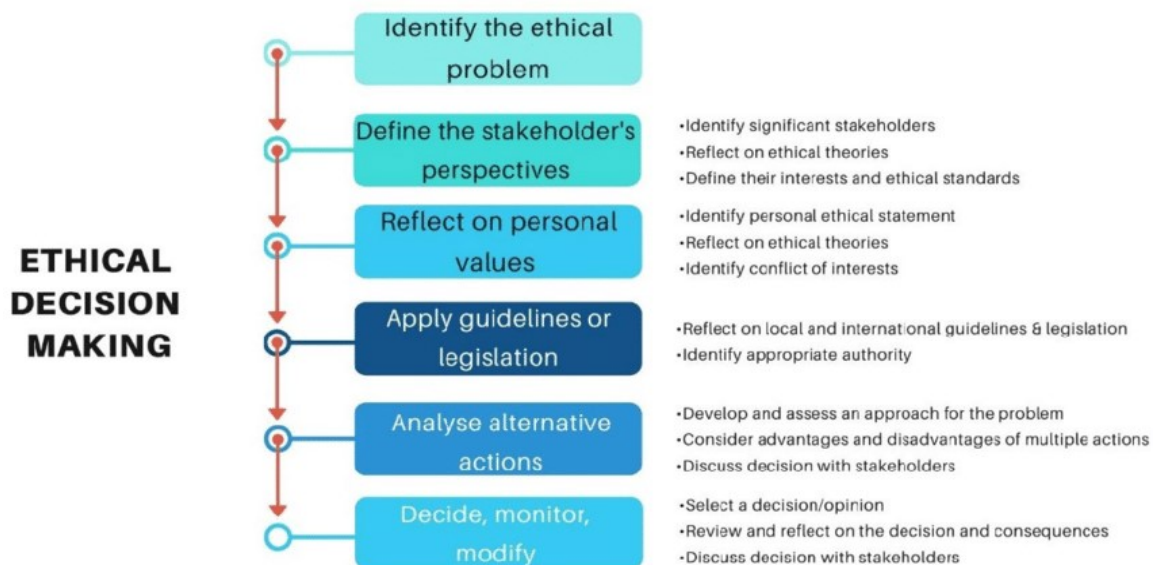 ETHICAL
DECISION
MAKING
Identify the ethical
problem
Define the stakeholder's
perspectives
•Identify significant stakeholders
•Reflect on ethical theories
•Define their interests and ethical standards
Reflect on personal
values
•Identify personal ethical statement
•Reflect on ethical theories
•Identify conflict of interests
Apply guidelines or
legislation
•Reflect on local and international guidelines & legislation
•Identify appropriate authority
Analyse alternative
actions
•Develop and assess an approach for the problem
•Consider advantages and disadvantages of multiple actions
•Discuss decision with stakeholders
Decide, monitor,
modify
•Select a decision/opinion
•Review and reflect on the decision and consequences
•Discuss decision with stakeholders